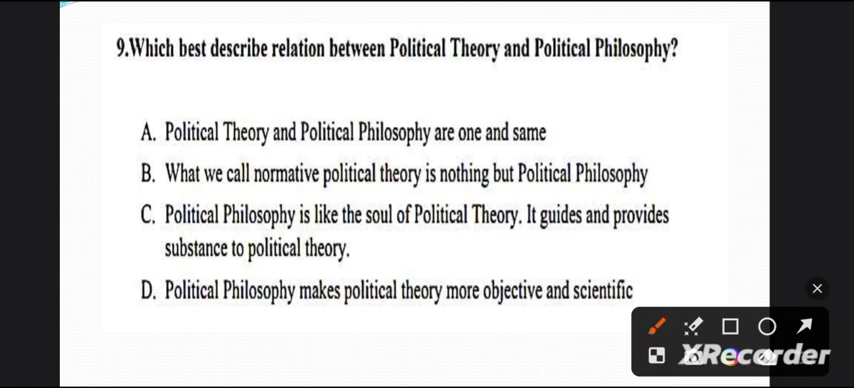 9.Which best describe relation between Political Theory and Political Philosophy?
A. Political Theory and Political Philosophy are one and same
B. What we call normative political theory is nothing but Political Philosophy
C. Political Philosophy is like the soul of Political Theory. It guides and provides
substance to political theory.
D. Political Philosophy makes political theory more objective and scientific
XRecorder